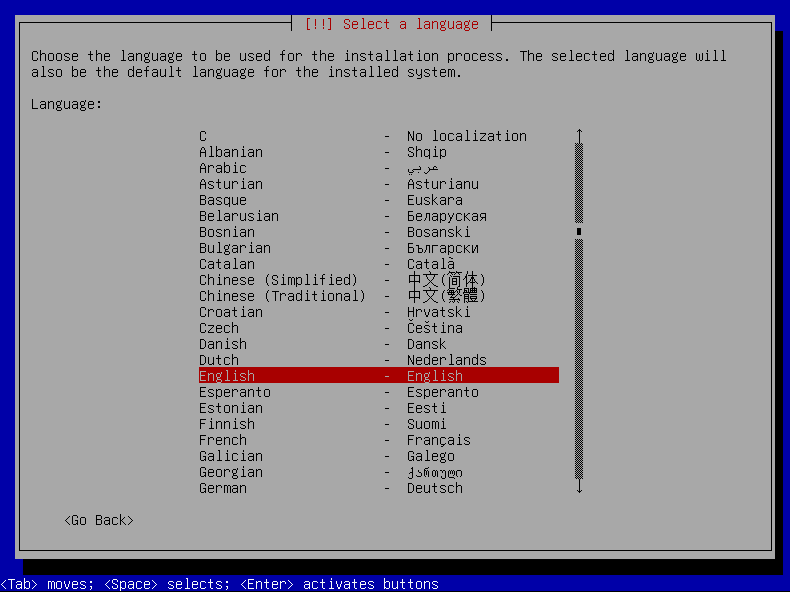 [!!] Select a language
Choose the language to be used for the installation process. The selected language will
also be the default language for the installed system.
Language:
C - No localization
Albanian - Shqip
Arabic - عربي
Asturian - Asturianu
Basque - Euskara
Belarusian - Беларуская
Bosnian - Bosanski
Bulgarian - Български
Catalan - Català
Chinese (Simplified) - 中文(简体)
Chinese (Traditional) - 中文(繁體)
Croatian - Hrvatski
Czech - Čeština
Danish - Dansk
Dutch - Nederlands
English - English
Esperanto - Esperanto
Estonian - Eesti
Finnish - Suomi
French - Français
Galician - Galego
Georgian - ქართული
German - Deutsch
<Go Back>
<Tab> moves; <Space> selects; <Enter> activates buttons